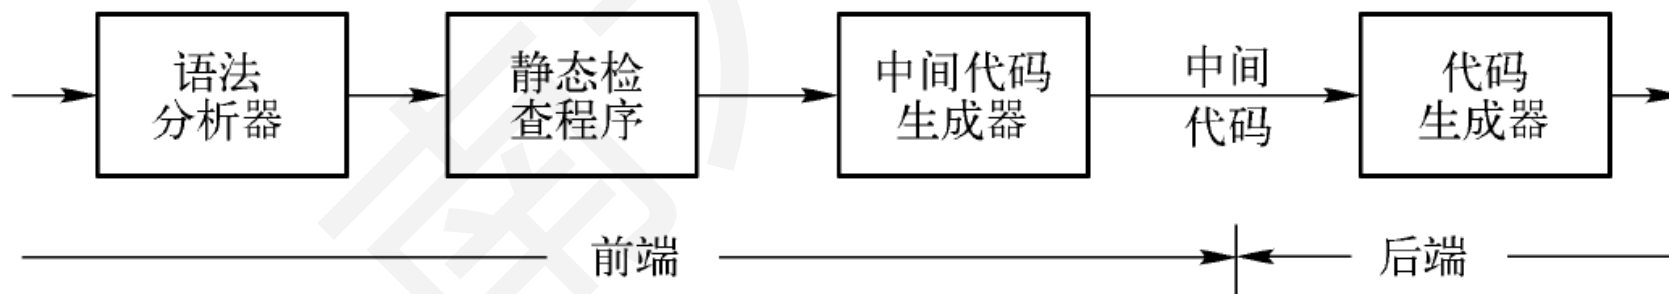 语法
分析器
静态检
查程序
中间代码
生成器
中间
代码
代码
生成器
前端
后端